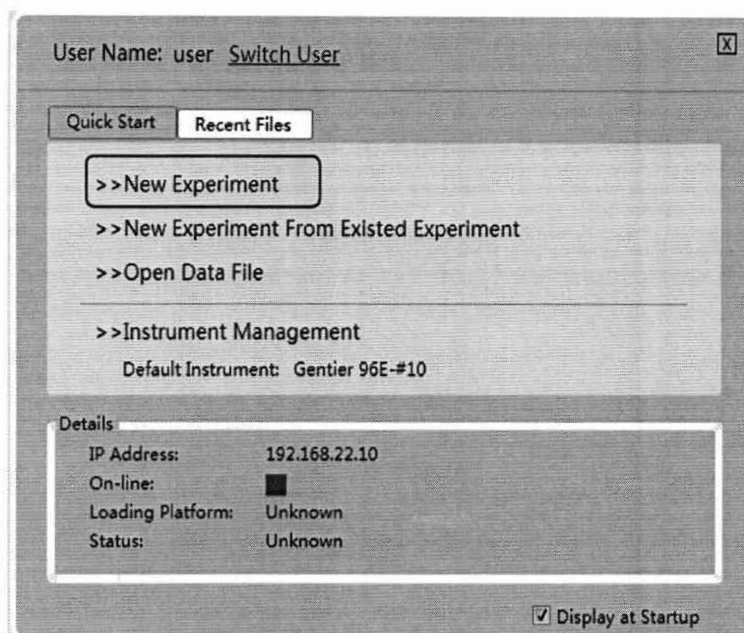 User Name: user Switch User
X
Quick Start Recent Files
>>New Experiment
>>New Experiment From Existed Experiment
>>Open Data File
>>Instrument Management
Default Instrument: Gentier 96E-#10
Details
IP Address: 192.168.22.10
On-line:
Loading Platform: Unknown
Status: Unknown
Display at Startup